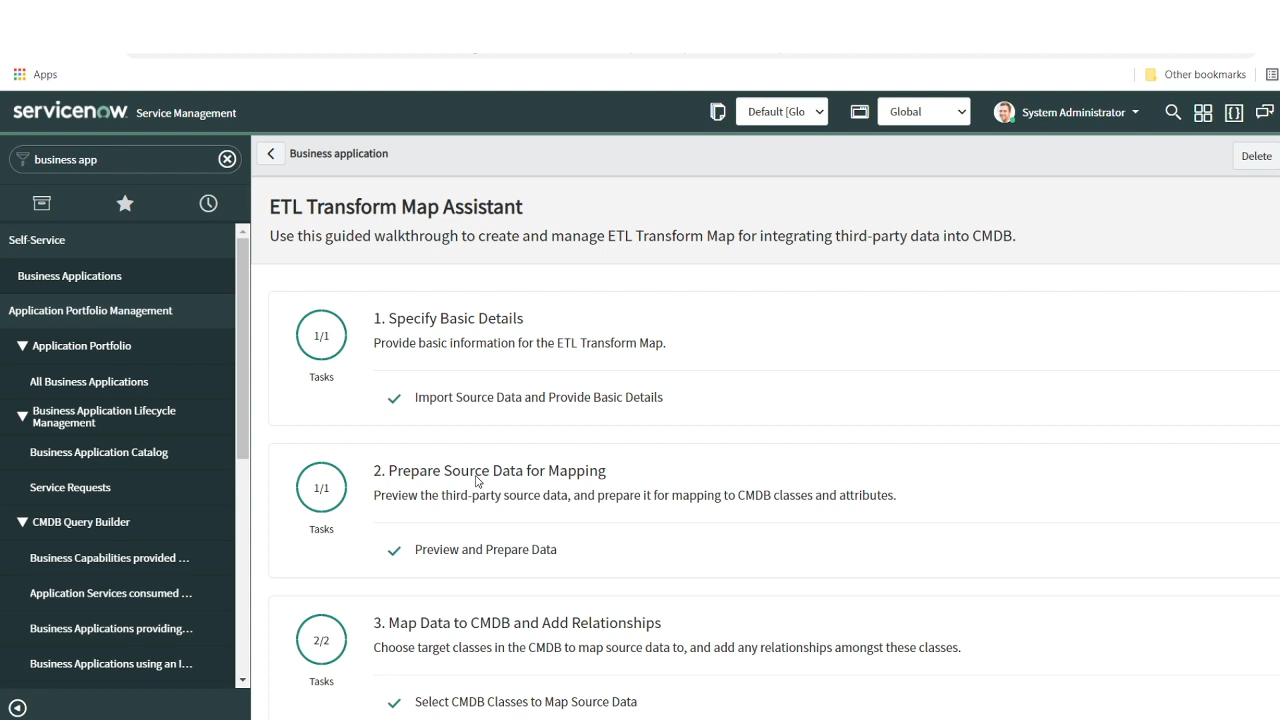 Apps
Other bookmarks
servicenow Service Management
Default [Glo
Global
System Administrator
business app
Business application
Delete
Self-Service
Business Applications
Application Portfolio Management
Application Portfolio
All Business Applications
Business Application Lifecycle
Management
Business Application Catalog
Service Requests
CMDB Query Builder
Business Capabilities provided ...
Application Services consumed ...
Business Applications providing...
Business Applications using an I...
ETL Transform Map Assistant
Use this guided walkthrough to create and manage ETL Transform Map for integrating third-party data into CMDB.
1/1
Tasks
1. Specify Basic Details
Provide basic information for the ETL Transform Map.
Import Source Data and Provide Basic Details
1/1
Tasks
2. Prepare Source Data for Mapping
Preview the third-party source data, and prepare it for mapping to CMDB classes and attributes.
Preview and Prepare Data
2/2
Tasks
3. Map Data to CMDB and Add Relationships
Choose target classes in the CMDB to map source data to, and add any relationships amongst these classes.
Select CMDB Classes to Map Source Data